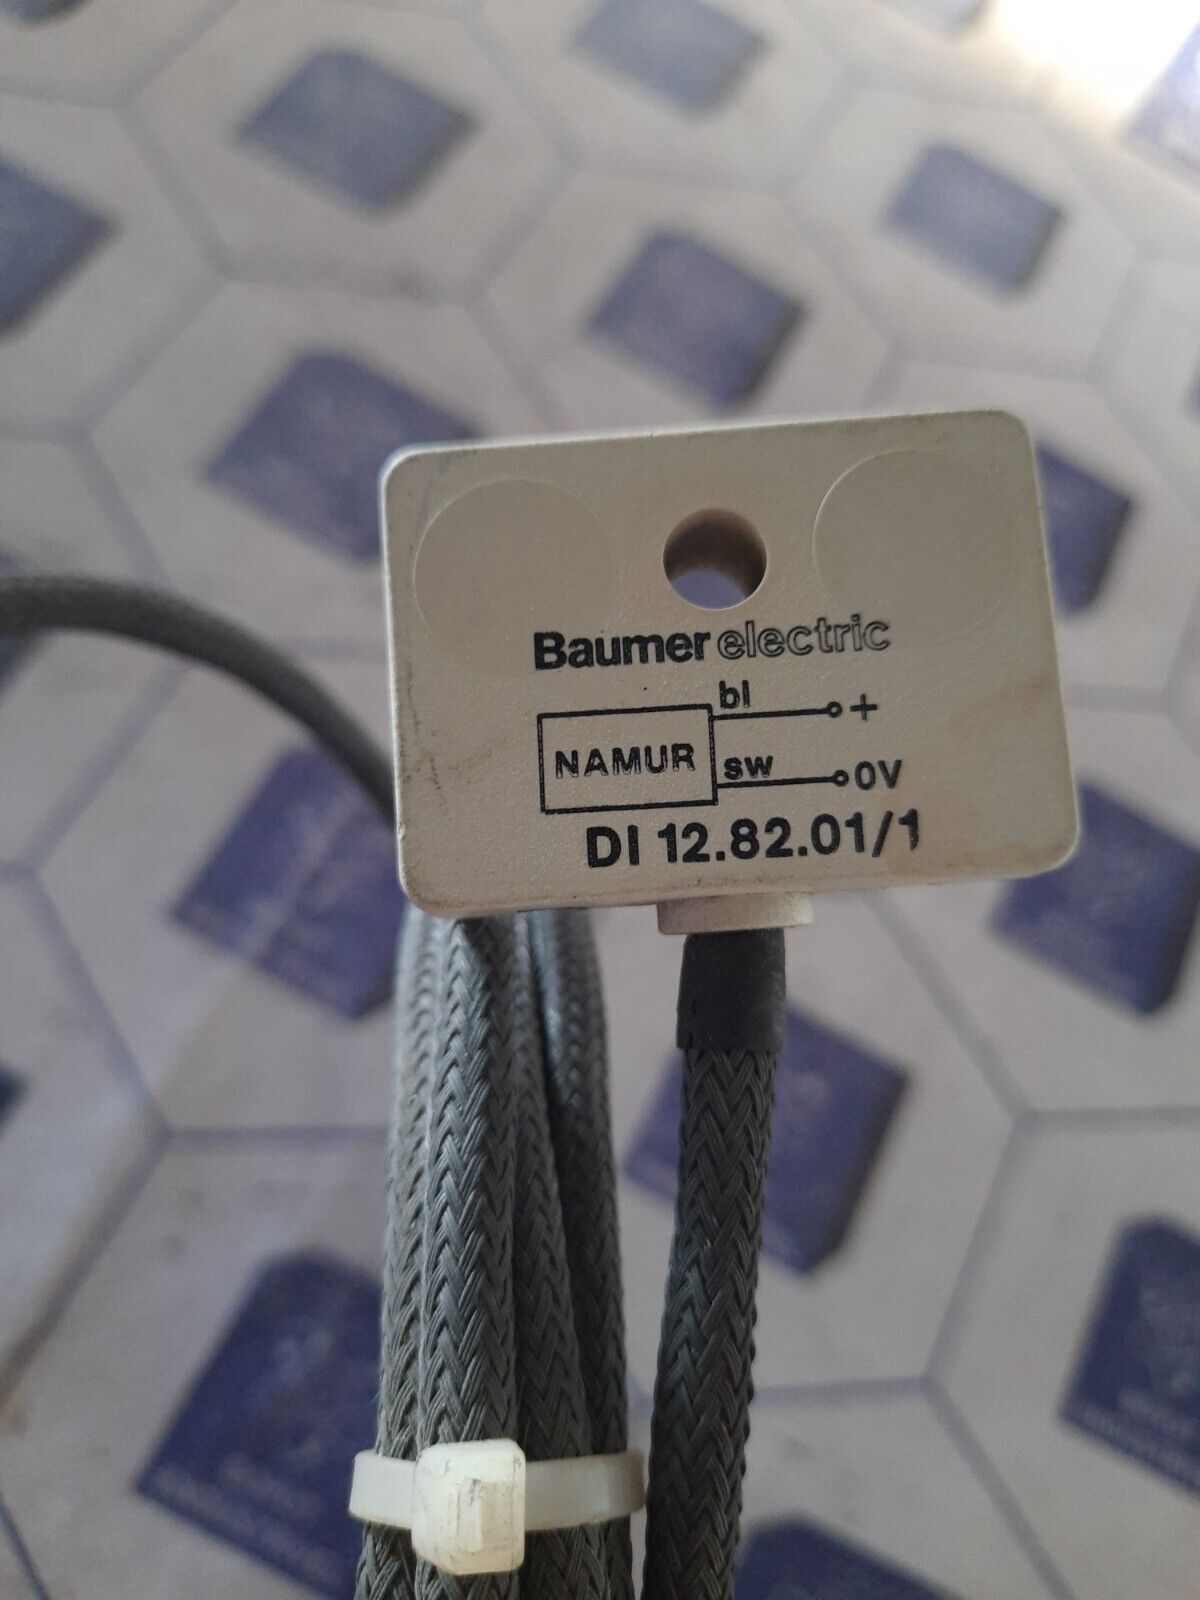 Baumer electric
bl +
NAMUR
sw 0V
DI 12.82.01/1